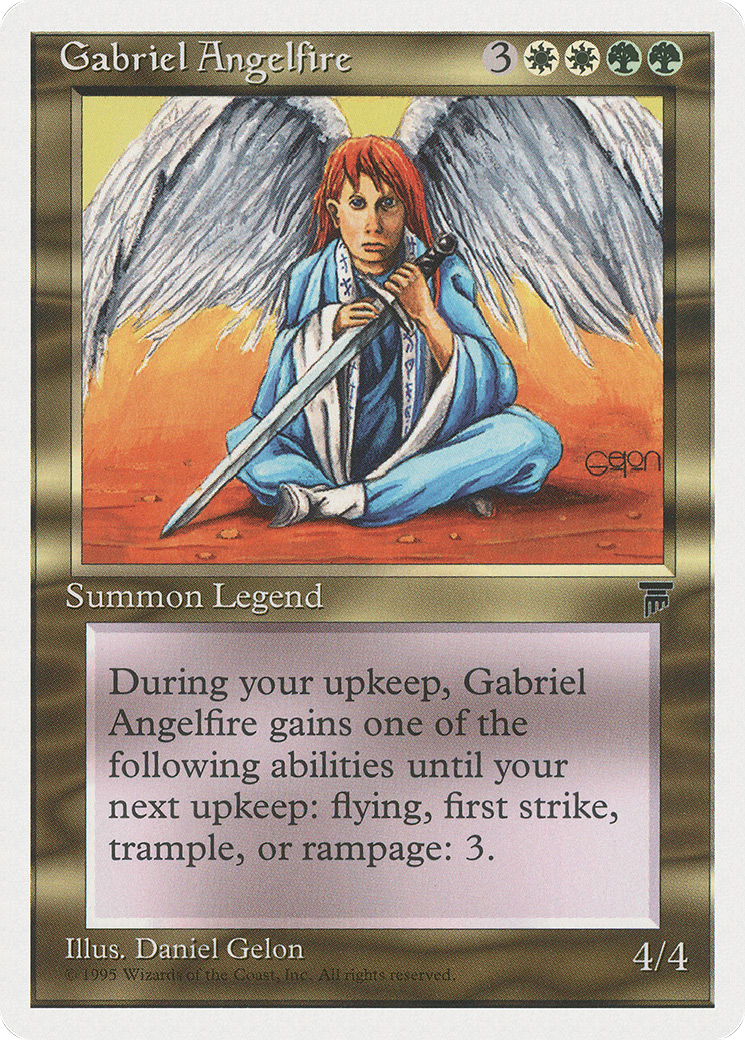 Gabriel Angelfire 3
Gelon
Summon Legend
During your upkeep, Gabriel
Angelfire gains one of the
following abilities until your
next upkeep: flying, first strike,
trample, or rampage: 3.
Illus. Daniel Gelon
© 1995 Wizards of the Coast, Inc. All rights reserved.
4/4